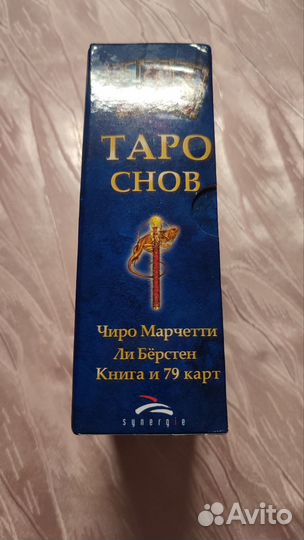 ТАРО
СНОВ
Чиро Марчетти
Ли Бёрстен
Книга и 79 карт
synergie
Avito